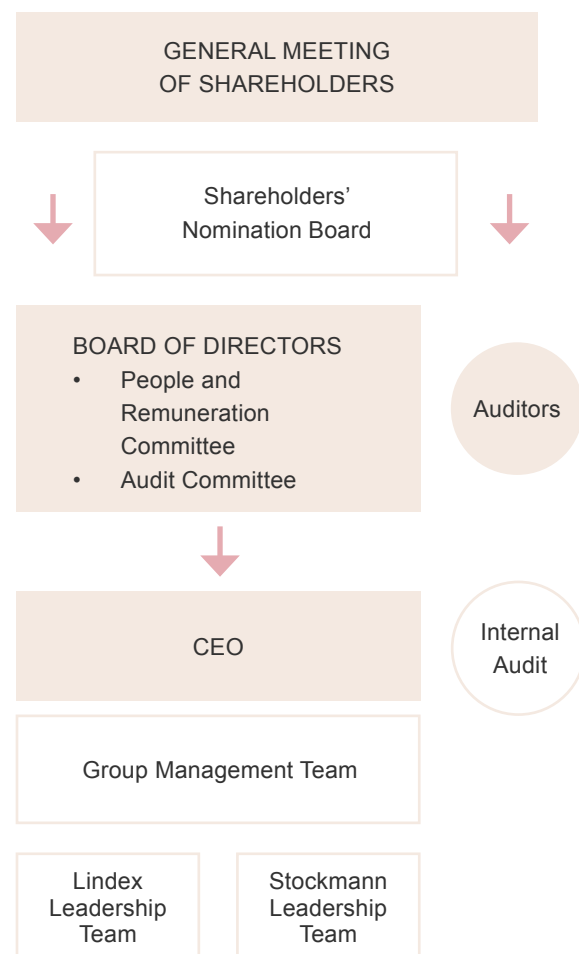 GENERAL MEETING
OF SHAREHOLDERS
Shareholders’
Nomination Board
BOARD OF DIRECTORS
• People and
Remuneration
Committee
• Audit Committee
Auditors
CEO
Internal
Audit
Group Management Team
Lindex
Leadership
Team
Stockmann
Leadership
Team